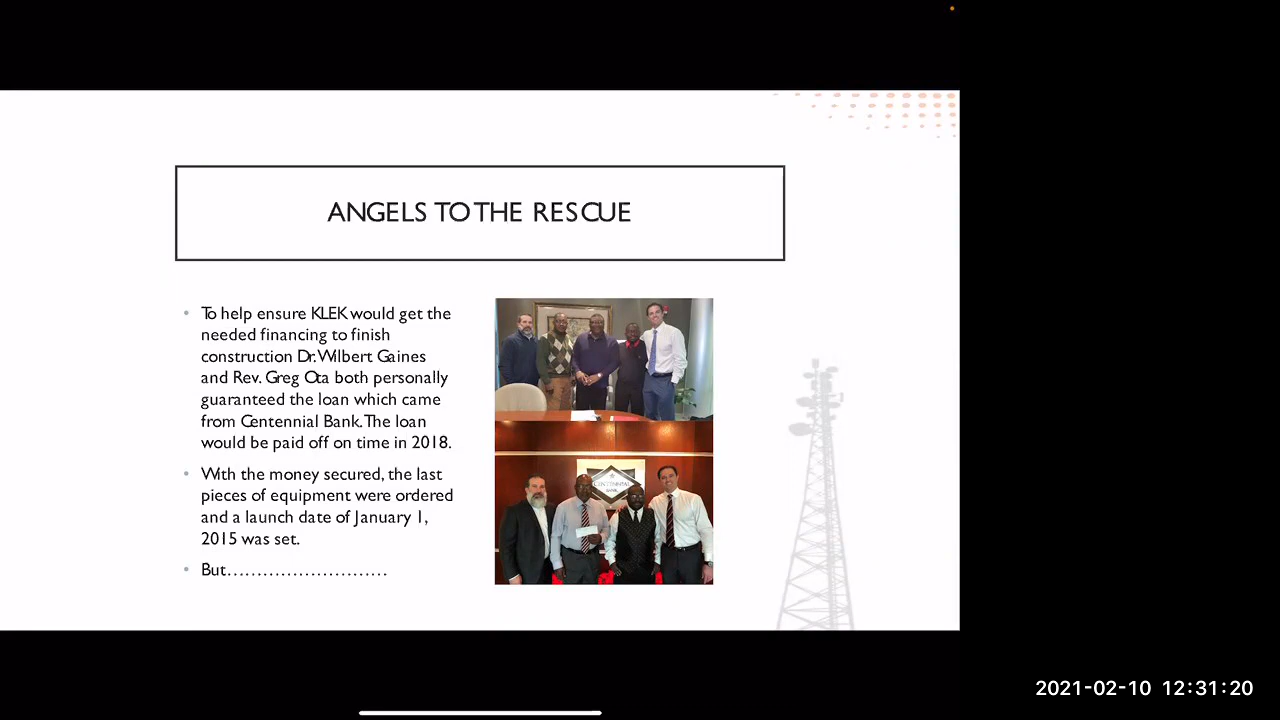 ANGELS TO THE RESCUE
• To help ensure KLEK would get the
needed financing to finish
construction Dr. Wilbert Gaines
and Rev. Greg Ota both personally
guaranteed the loan which came
from Centennial Bank. The loan
would be paid off on time in 2018.
• With the money secured, the last
pieces of equipment were ordered
and a launch date of January 1,
2015 was set.
• But...........................
CENTENNIAL
BANK
2021-02-10 12:31:20